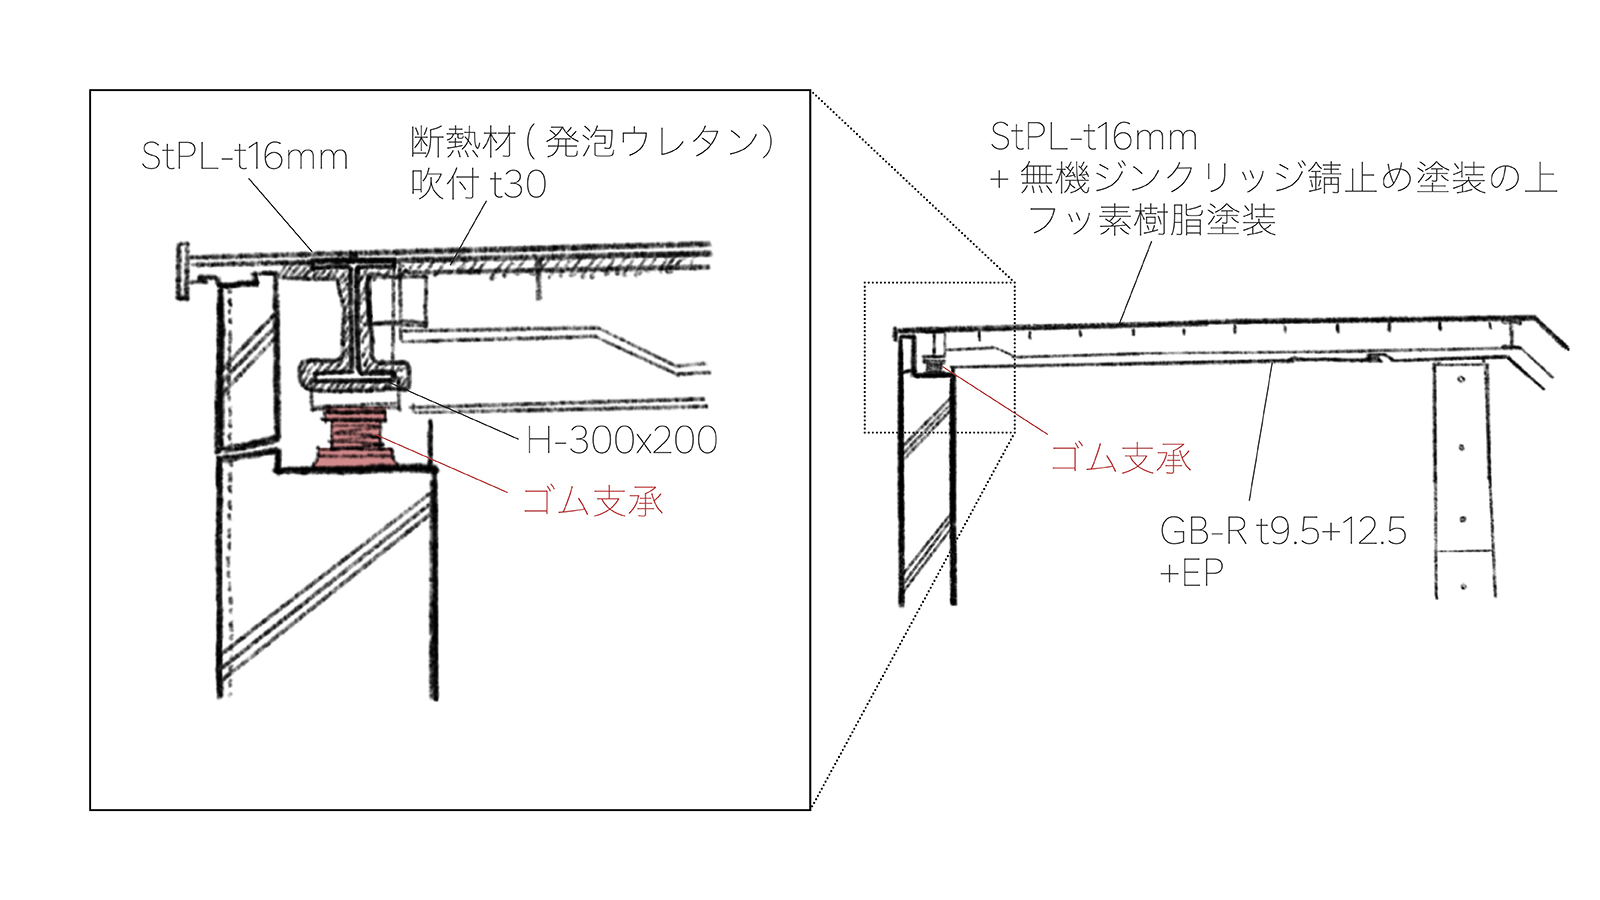 StPL-t16mm
断熱材 ( 発泡ウレタン)
吹付 t30
H-300x200
ゴム支承
StPL-t16mm
+ 無機ジンクリッジ錆止め塗装の上
フッ素樹脂塗装
ゴム支承
GB-R t9.5+12.5
+EP